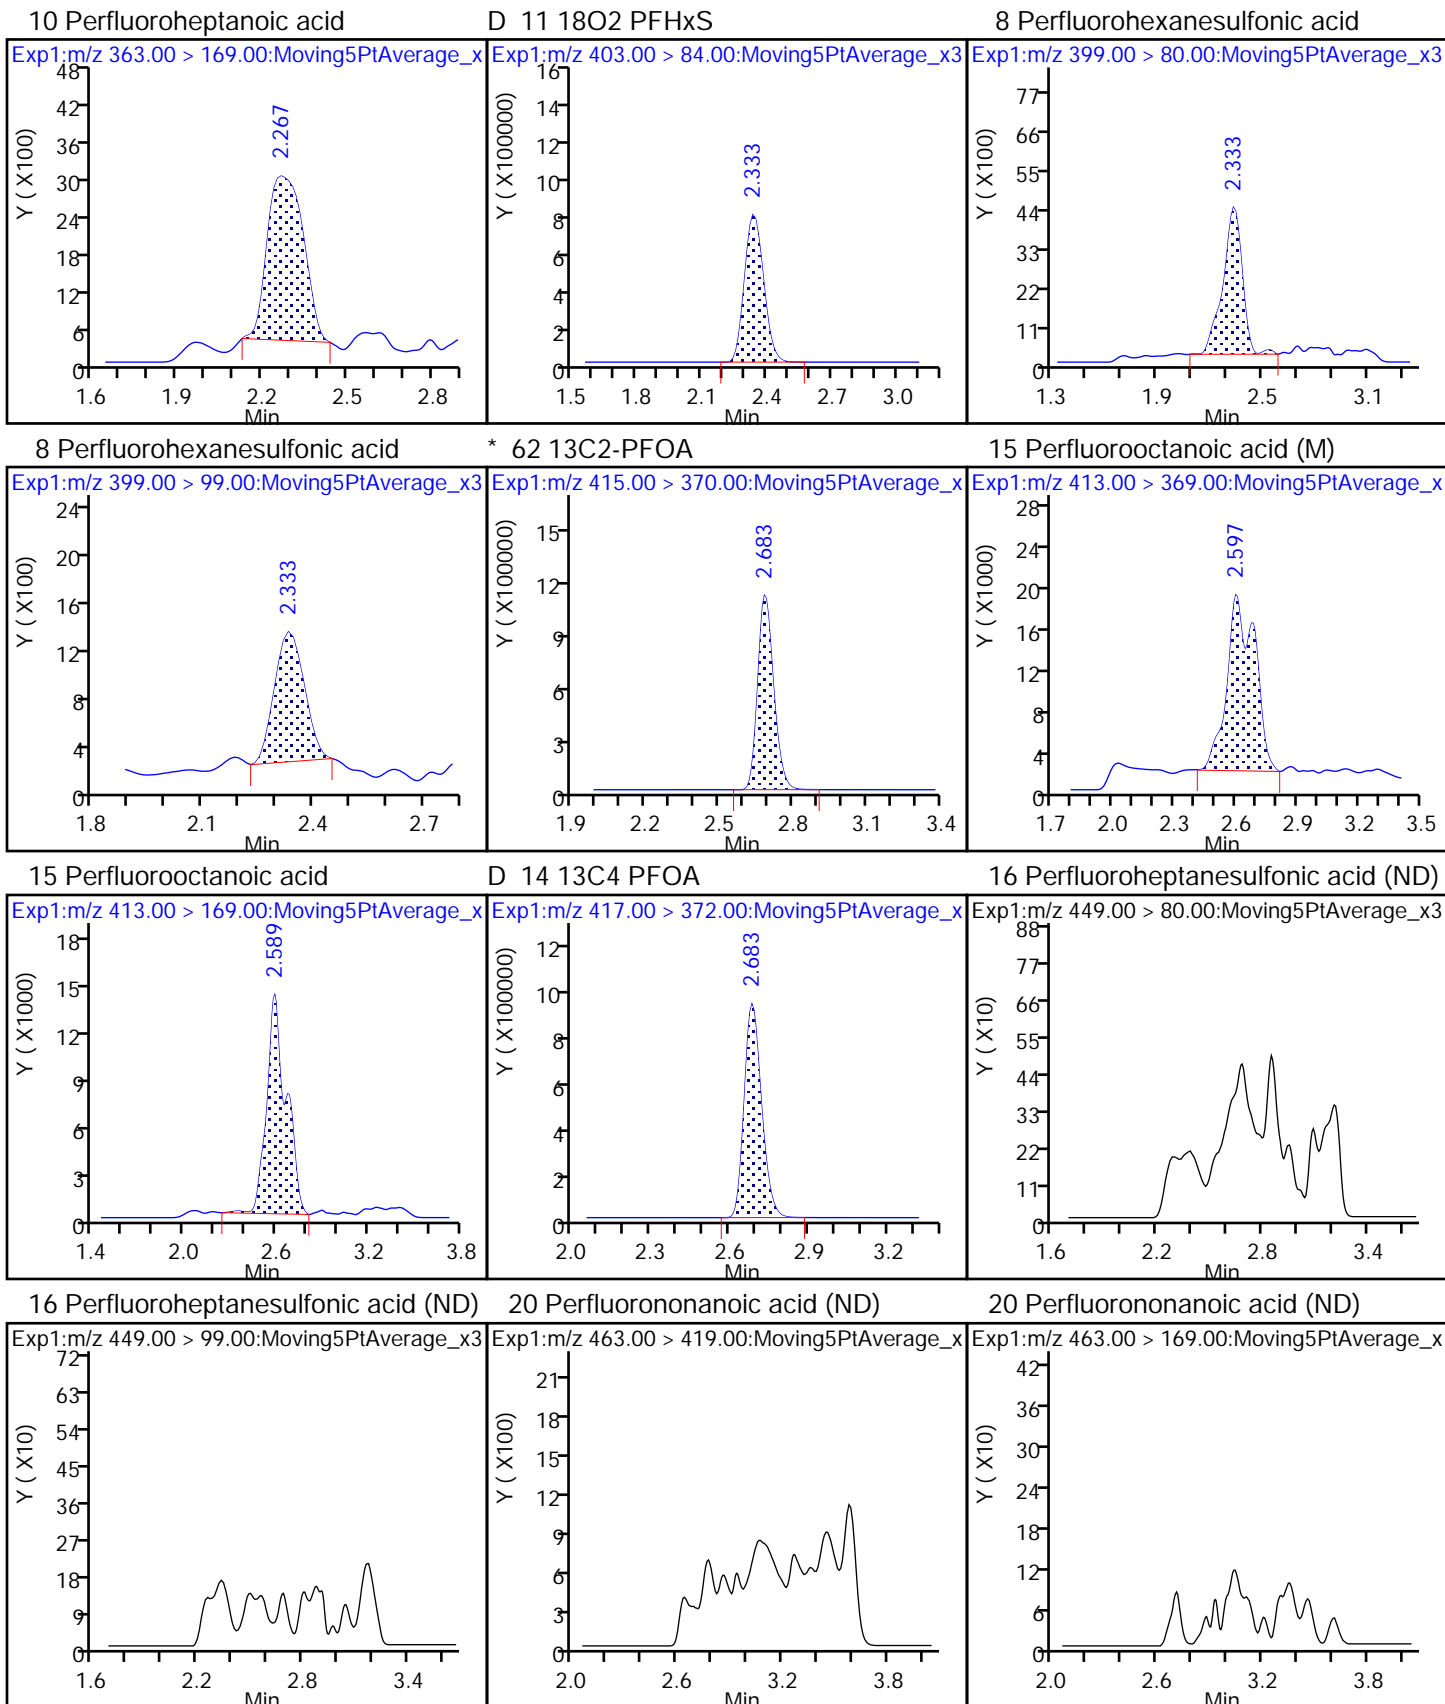 10 Perfluoroheptanoic acid
Exp1:m/z 363.00 > 169.00:Moving5PtAverage_x
Y ( X100)
48
42
36
30
24
18
12
6
0
2.267
1.6 1.9 2.2 2.5 2.8
Min
D 11 18O2 PFHxS
Exp1:m/z 403.00 > 84.00:Moving5PtAverage_x3
Y ( X100000)
16
14
12
10
8
6
4
2
0
2.333
1.5 1.8 2.1 2.4 2.7 3.0
Min
8 Perfluorohexanesulfonic acid
Exp1:m/z 399.00 > 80.00:Moving5PtAverage_x3
Y ( X100)
77
66
55
44
33
22
11
0
2.333
1.3 1.9 2.5 3.1
Min
8 Perfluorohexanesulfonic acid
Exp1:m/z 399.00 > 99.00:Moving5PtAverage_x3
Y ( X100)
24
20
16
12
8
4
0
2.333
1.8 2.1 2.4 2.7
Min
* 62 13C2-PFOA
Exp1:m/z 415.00 > 370.00:Moving5PtAverage_x
Y ( X100000)
15
12
9
6
3
0
2.683
1.9 2.2 2.5 2.8 3.1 3.4
Min
15 Perfluorooctanoic acid (M)
Exp1:m/z 413.00 > 369.00:Moving5PtAverage_x
Y ( X1000)
28
24
20
16
12
8
4
0
2.597
1.7 2.0 2.3 2.6 2.9 3.2 3.5
Min
15 Perfluorooctanoic acid
Exp1:m/z 413.00 > 169.00:Moving5PtAverage_x
Y ( X1000)
18
15
12
9
6
3
0
2.589
1.4 2.0 2.6 3.2 3.8
Min
D 14 13C4 PFOA
Exp1:m/z 417.00 > 372.00:Moving5PtAverage_x
Y ( X100000)
12
10
8
6
4
2
0
2.683
2.0 2.3 2.6 2.9 3.2
Min
16 Perfluoroheptanesulfonic acid (ND)
Exp1:m/z 449.00 > 80.00:Moving5PtAverage_x3
Y ( X10)
88
77
66
55
44
33
22
11
0
1.6 2.2 2.8 3.4
Min
16 Perfluoroheptanesulfonic acid (ND)
Exp1:m/z 449.00 > 99.00:Moving5PtAverage_x3
Y ( X10)
72
63
54
45
36
27
18
9
0
1.6 2.2 2.8 3.4
Min
20 Perfluorononanoic acid (ND)
Exp1:m/z 463.00 > 419.00:Moving5PtAverage_x
Y ( X100)
21
18
15
12
9
6
3
0
2.0 2.6 3.2 3.8
Min
20 Perfluorononanoic acid (ND)
Exp1:m/z 463.00 > 169.00:Moving5PtAverage_x
Y ( X10)
42
36
30
24
18
12
6
0
2.0 2.6 3.2 3.8
Min